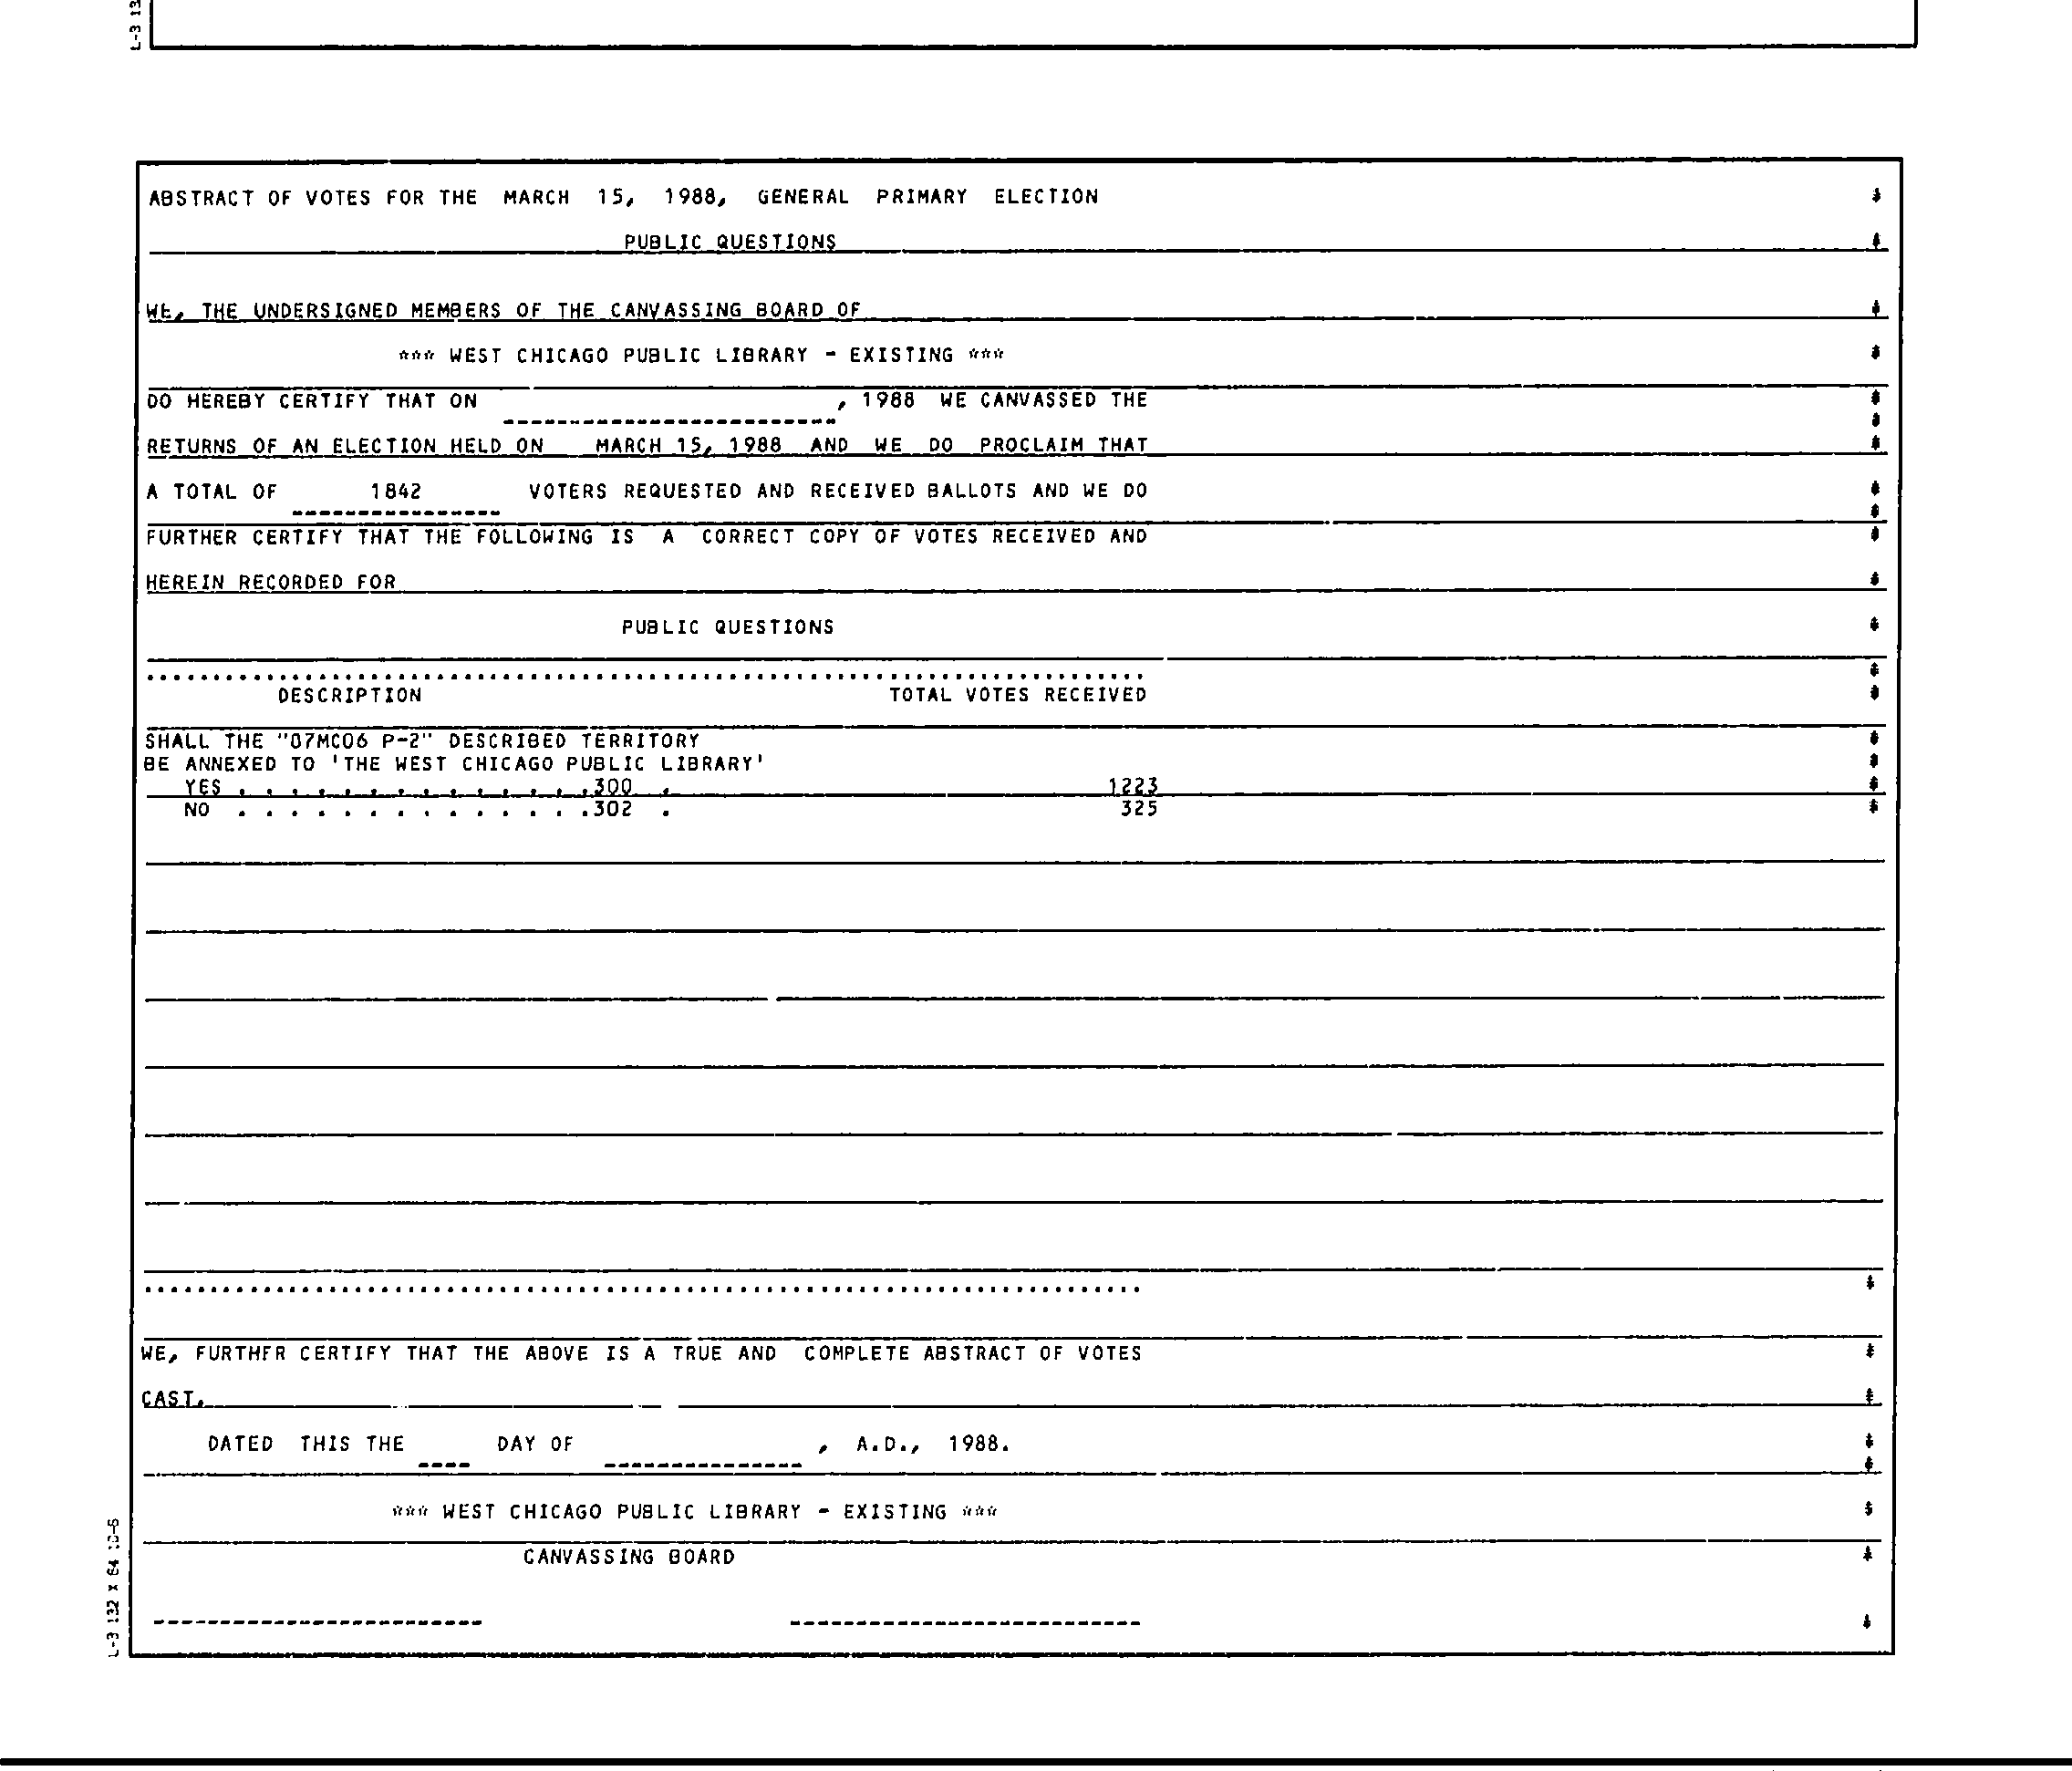 L-3 13
ABSTRACT OF VOTES FOR THE MARCH 15, 1988, GENERAL PRIMARY ELECTION
PUBLIC QUESTIONS
WE, THE UNDERSIGNED MEMBERS OF THE CANVASSING BOARD OF
*** WEST CHICAGO PUBLIC LIBRARY - EXISTING ***
DO HEREBY CERTIFY THAT ON _________________________, 1988 WE CANVASSED THE
RETURNS OF AN ELECTION HELD ON MARCH 15, 1988 AND WE DO PROCLAIM THAT
A TOTAL OF 1842 VOTERS REQUESTED AND RECEIVED BALLOTS AND WE DO
FURTHER CERTIFY THAT THE FOLLOWING IS A CORRECT COPY OF VOTES RECEIVED AND
HEREIN RECORDED FOR
PUBLIC QUESTIONS
DESCRIPTION TOTAL VOTES RECEIVED
SHALL THE "07MC06 P-2" DESCRIBED TERRITORY
BE ANNEXED TO 'THE WEST CHICAGO PUBLIC LIBRARY'
YES . . . . . . . . . . . . . .300 . 1223
NO . . . . . . . . . . . . . .302 . 325
WE, FURTHFR CERTIFY THAT THE ABOVE IS A TRUE AND COMPLETE ABSTRACT OF VOTES
CAST.
DATED THIS THE ____ DAY OF _______________, A.D., 1988.
*** WEST CHICAGO PUBLIC LIBRARY - EXISTING ***
CANVASSING BOARD
L-3 132 X 64 10-6